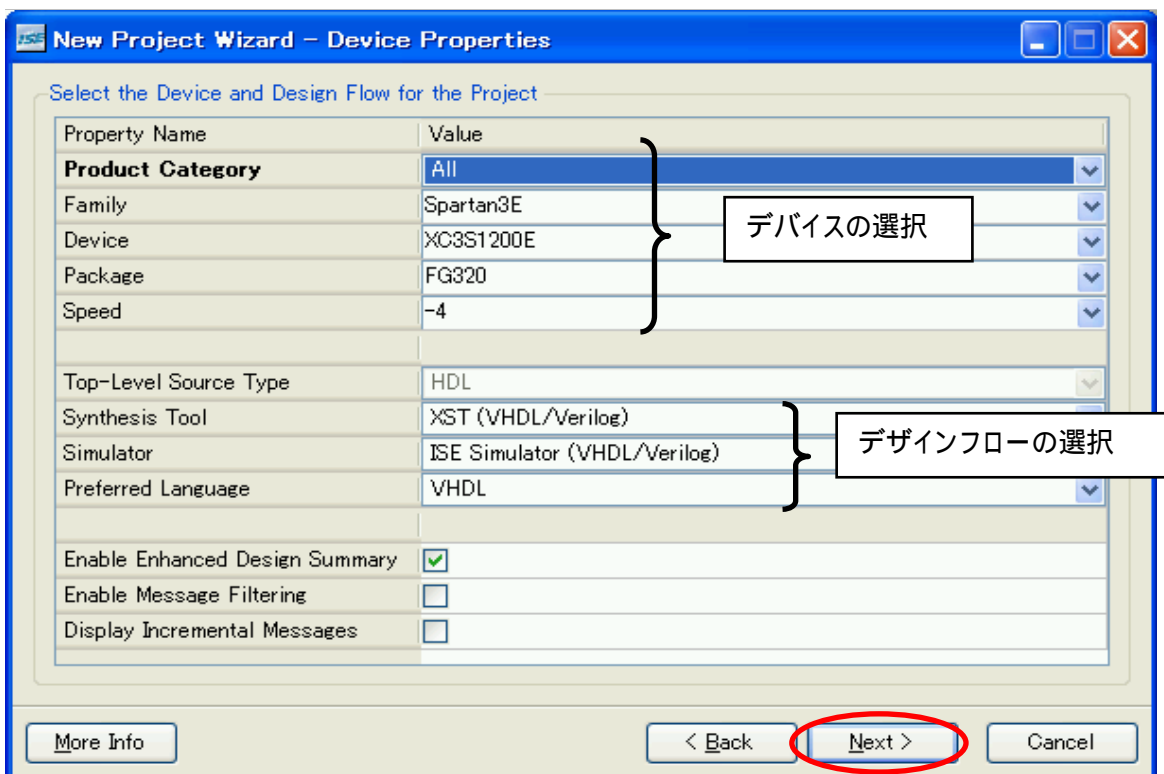 ISE New Project Wizard - Device Properties
Select the Device and Design Flow for the Project
Property Name Value
Product Category All
Family Spartan3E
デバイスの選択
Device XC3S1200E
Package FG320
Speed -4
Top-Level Source Type HDL
Synthesis Tool XST (VHDL/Verilog)
デザインフローの選択
Simulator ISE Simulator (VHDL/Verilog)
Preferred Language VHDL
Enable Enhanced Design Summary
Enable Message Filtering
Display Incremental Messages
More Info < Back Next > Cancel